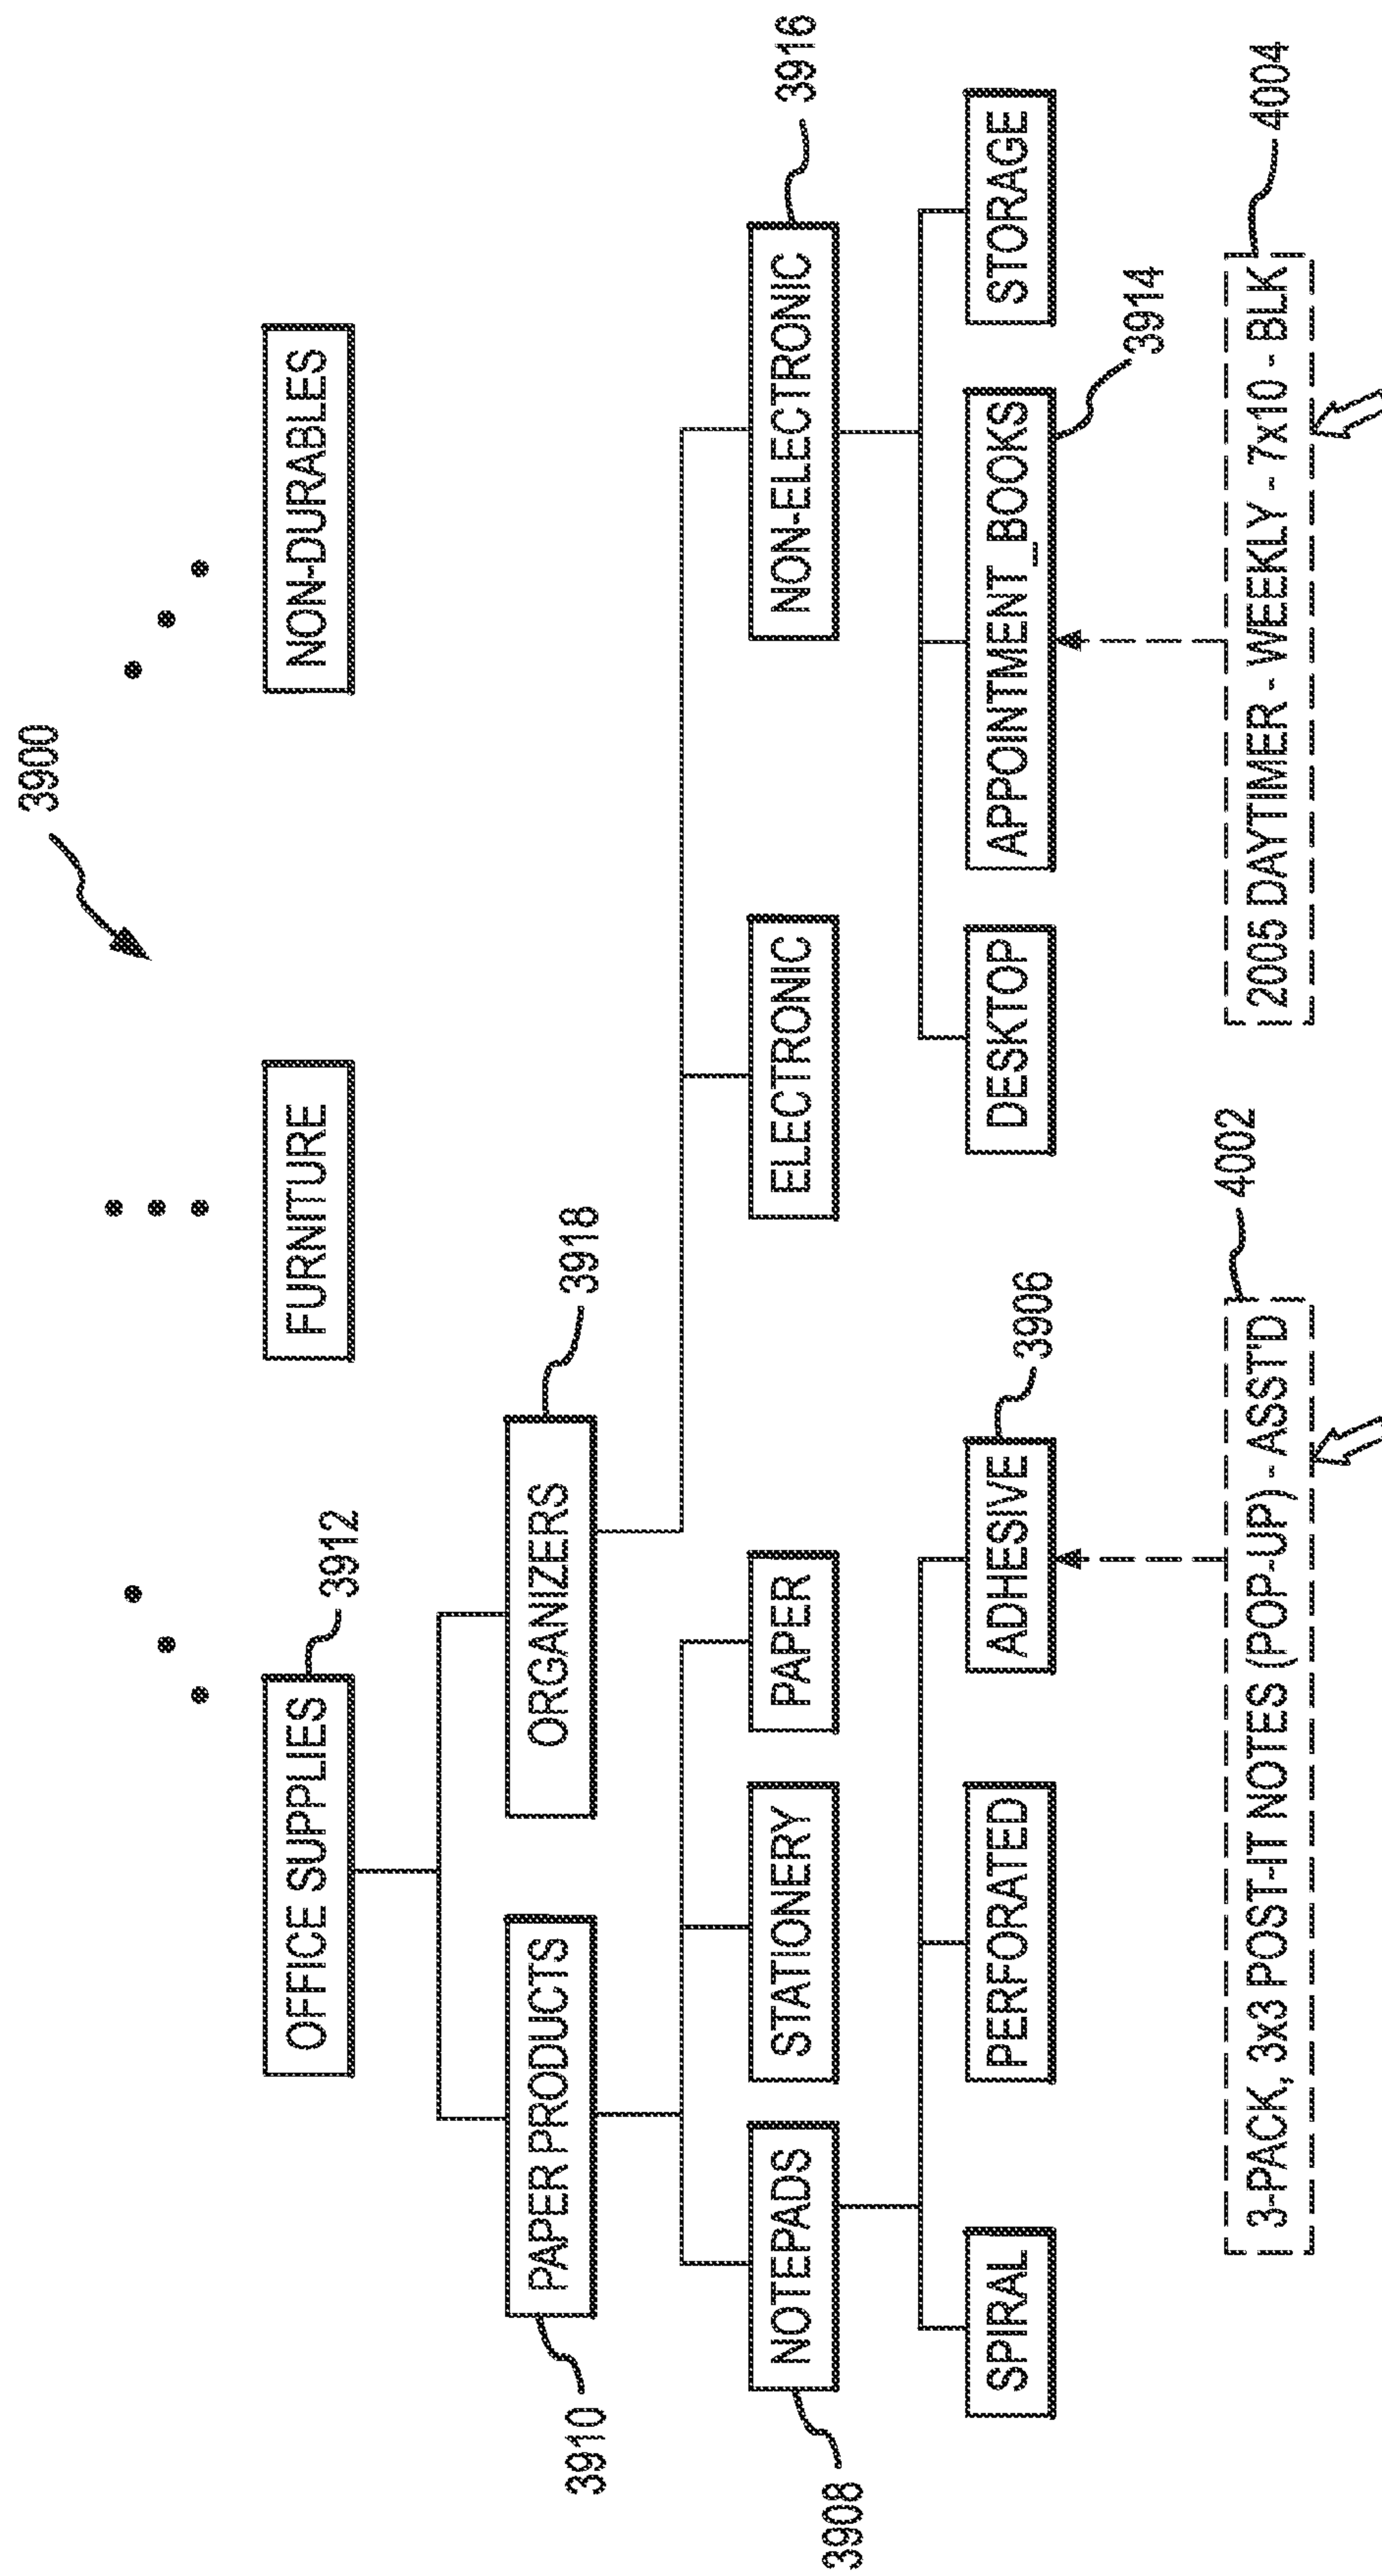 3900
OFFICE SUPPLIES
3912
FURNITURE
NON-DURABLES
3910
PAPER PRODUCTS
ORGANIZERS
3918
3908
NOTEPADS
STATIONERY
PAPER
ELECTRONIC
NON-ELECTRONIC
3916
SPIRAL
PERFORATED
ADHESIVE
3906
DESKTOP
APPOINTMENT_BOOKS
3914
STORAGE
3-PACK, 3x3 POST-IT NOTES (POP-UP) - ASST'D
4002
2005 DAYTIMER - WEEKLY - 7x10 - BLK
4004